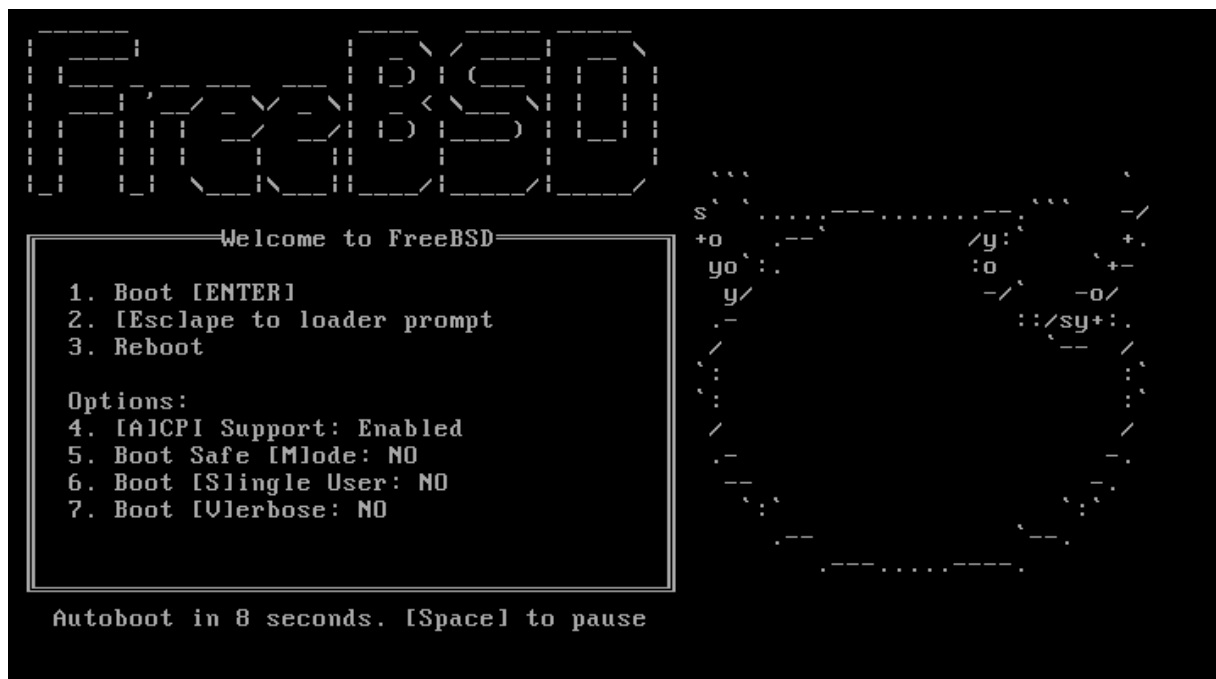 FreeBSD
Welcome to FreeBSD
1. Boot [ENTER]
2. [Esc]ape to loader prompt
3. Reboot
Options:
4. [A]CPI Support: Enabled
5. Boot Safe [M]ode: NO
6. Boot [S]ingle User: NO
7. Boot [V]erbose: NO
Autoboot in 8 seconds. [Space] to pause